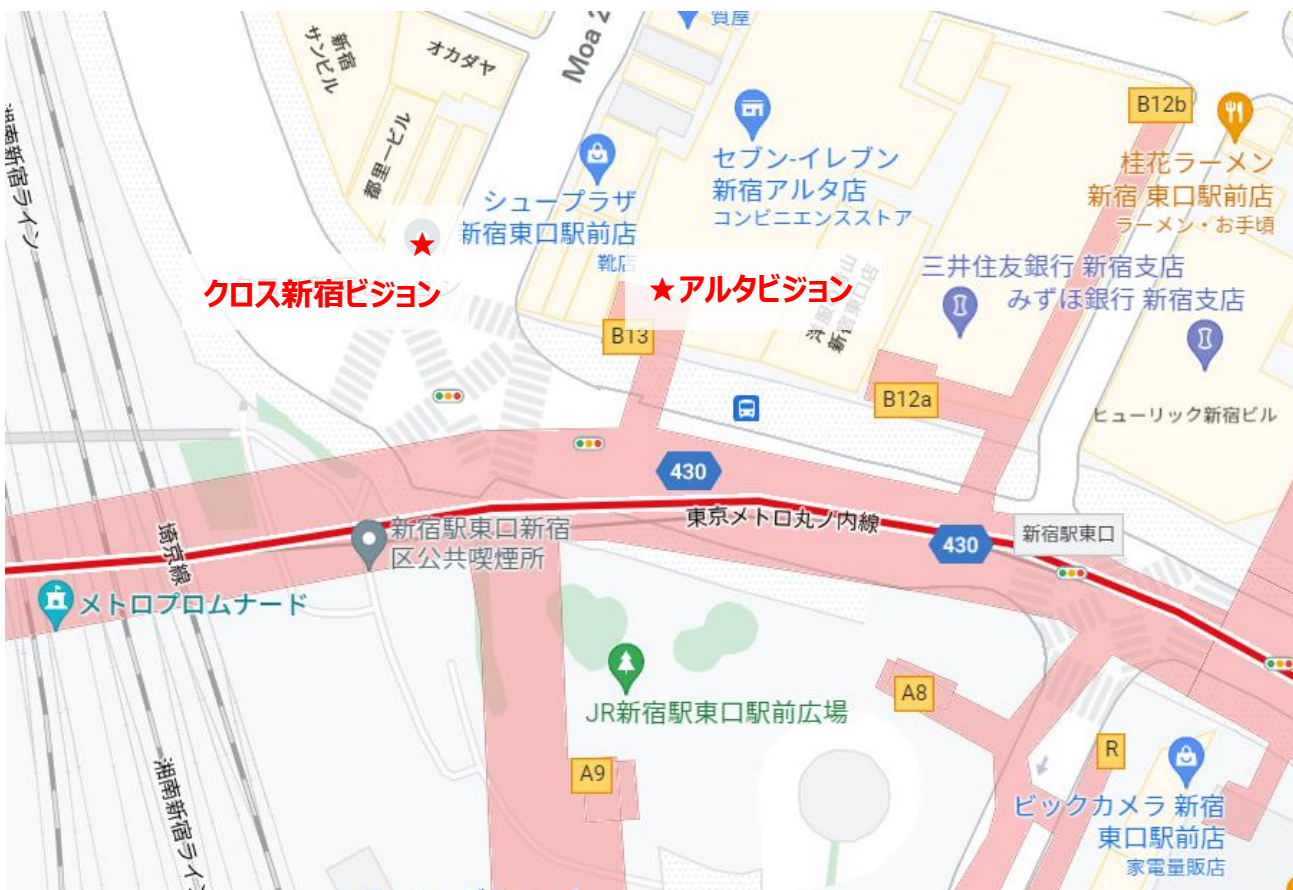 質屋
Moa 2
新宿
サンビル
オカダヤ
都里一ビル
湘南新宿ライン
B12b
桂花ラーメン
新宿 東口駅前店
ラーメン・お手頃
セブン-イレブン
新宿アルタ店
コンビニエンスストア
シュープラザ
新宿東口駅前店
靴店
★
クロス新宿ビジョン
★アルタビジョン
三井住友銀行 新宿支店
みずほ銀行 新宿支店
新宿東口店
B13
B12a
ヒューリック新宿ビル
430
東京メトロ丸ノ内線
430
新宿駅東口
新宿駅東口新宿
区公共喫煙所
埼京線
メトロプロムナード
JR新宿駅東口駅前広場
A8
A9
R
湘南新宿ライン
ビックカメラ 新宿
東口駅前店
家電量販店